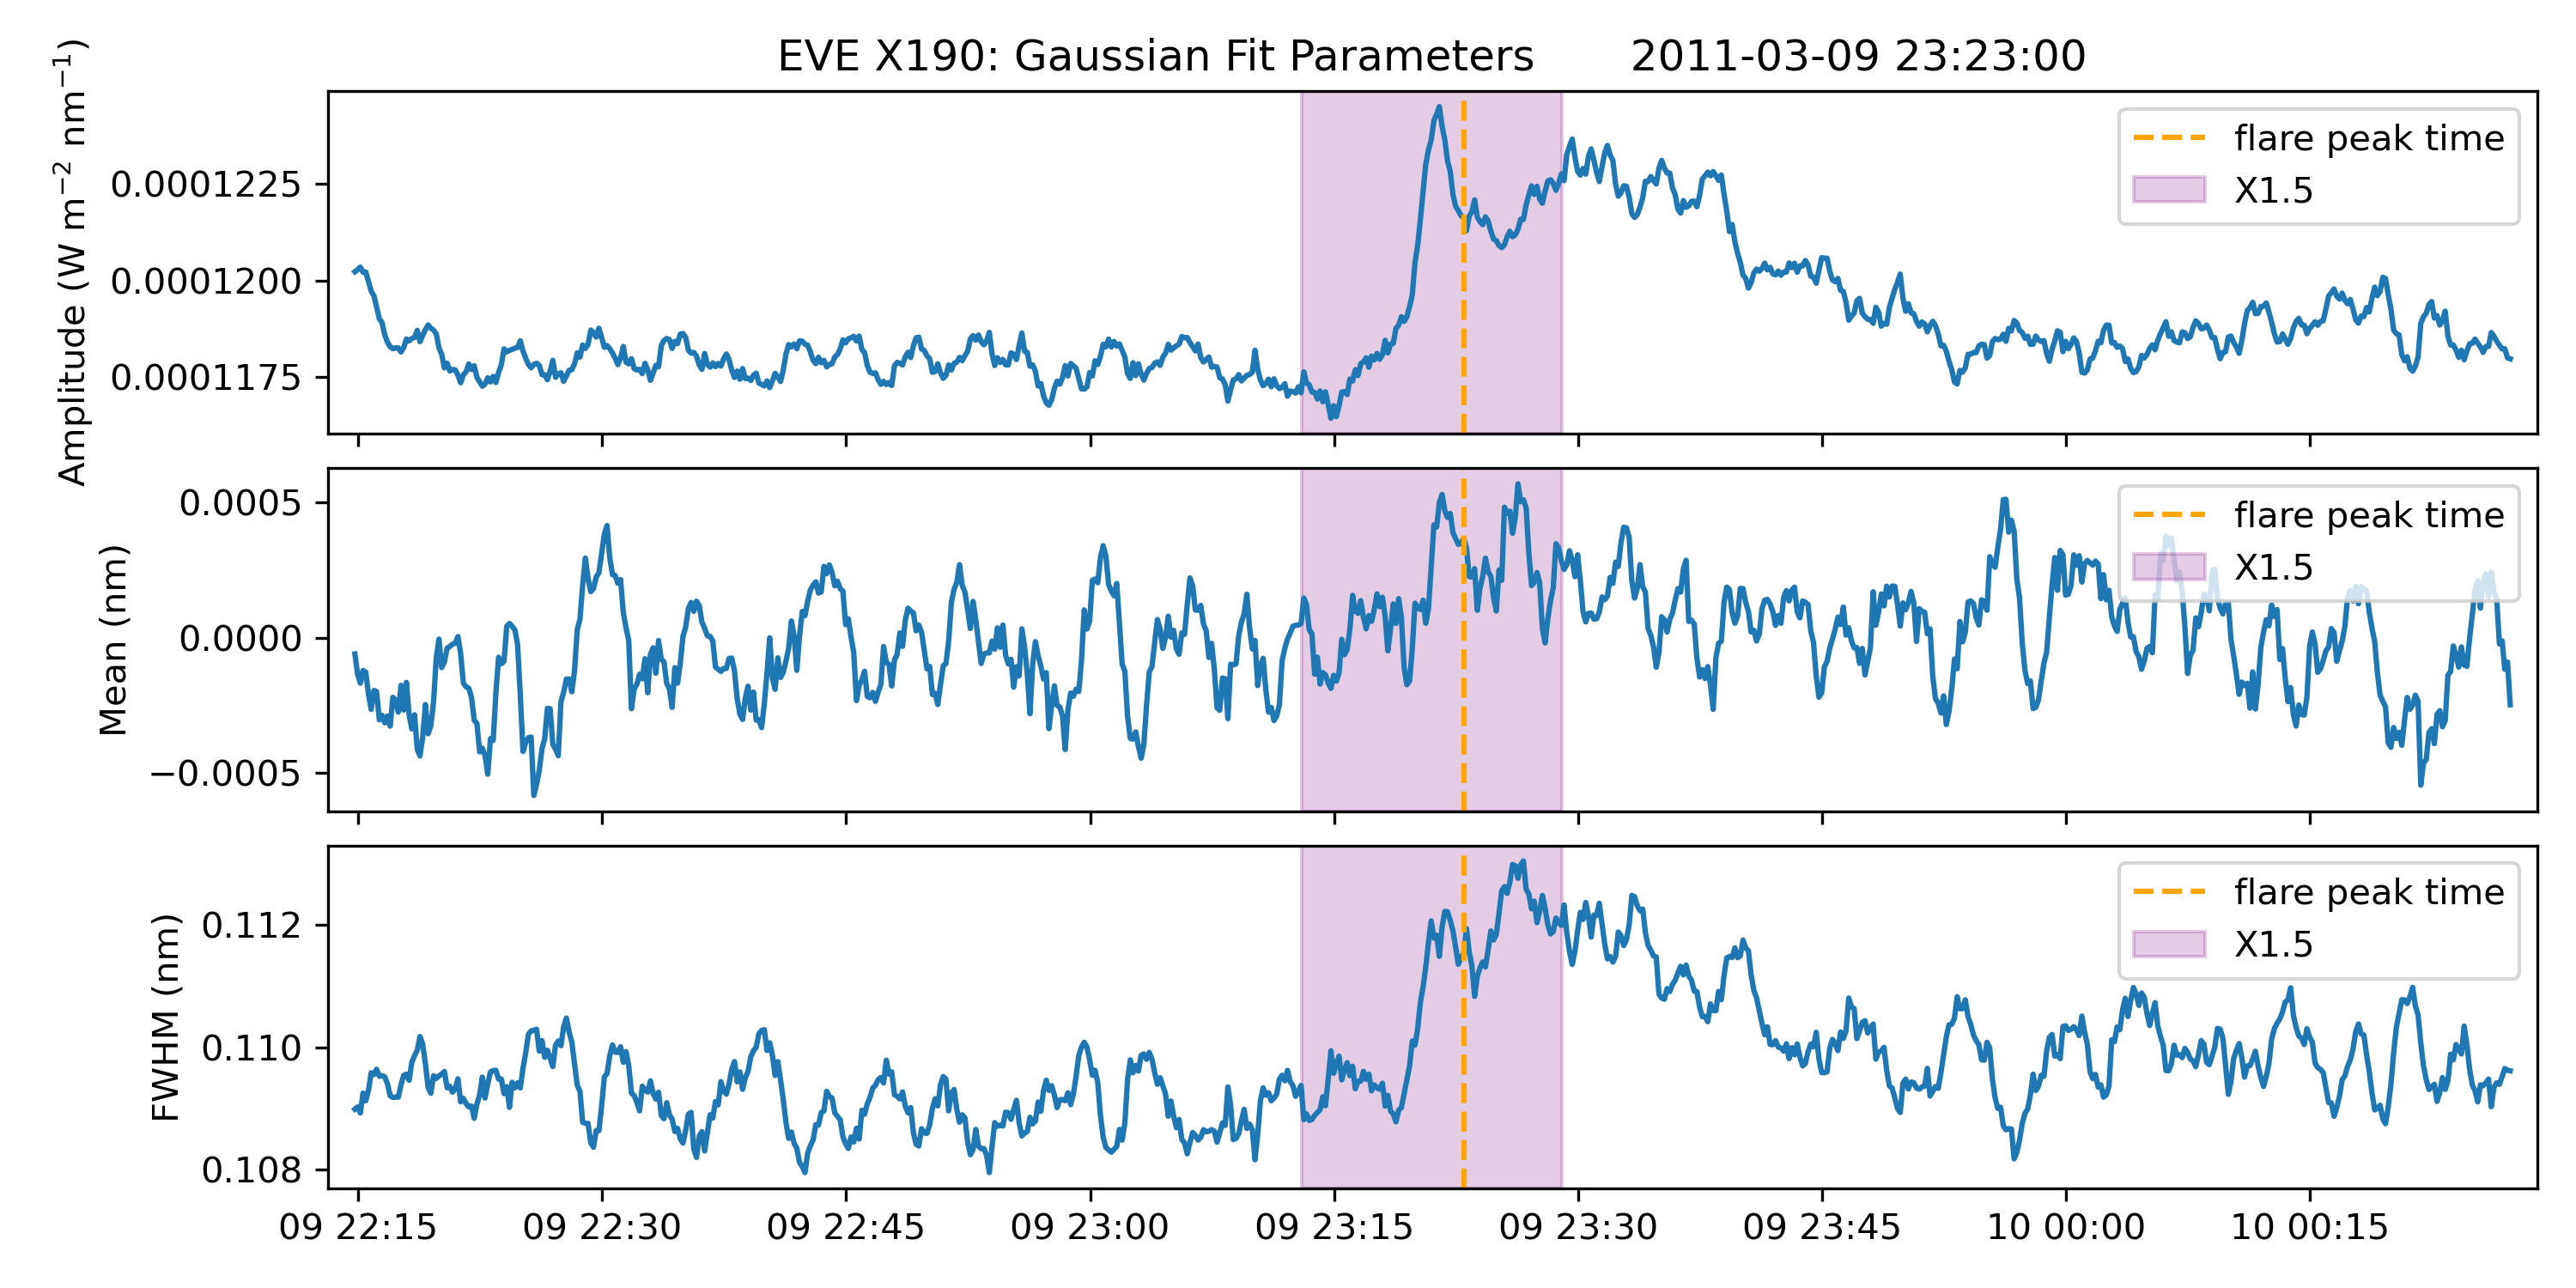 EVE X190: Gaussian Fit Parameters 2011-03-09 23:23:00
Amplitude (W m⁻² nm⁻¹)
0.0001225
0.0001200
0.0001175
flare peak time
X1.5
Mean (nm)
0.0005
0.0000
−0.0005
flare peak time
X1.5
FWHM (nm)
0.112
0.110
0.108
flare peak time
X1.5
09 22:15 09 22:30 09 22:45 09 23:00 09 23:15 09 23:30 09 23:45 10 00:00 10 00:15